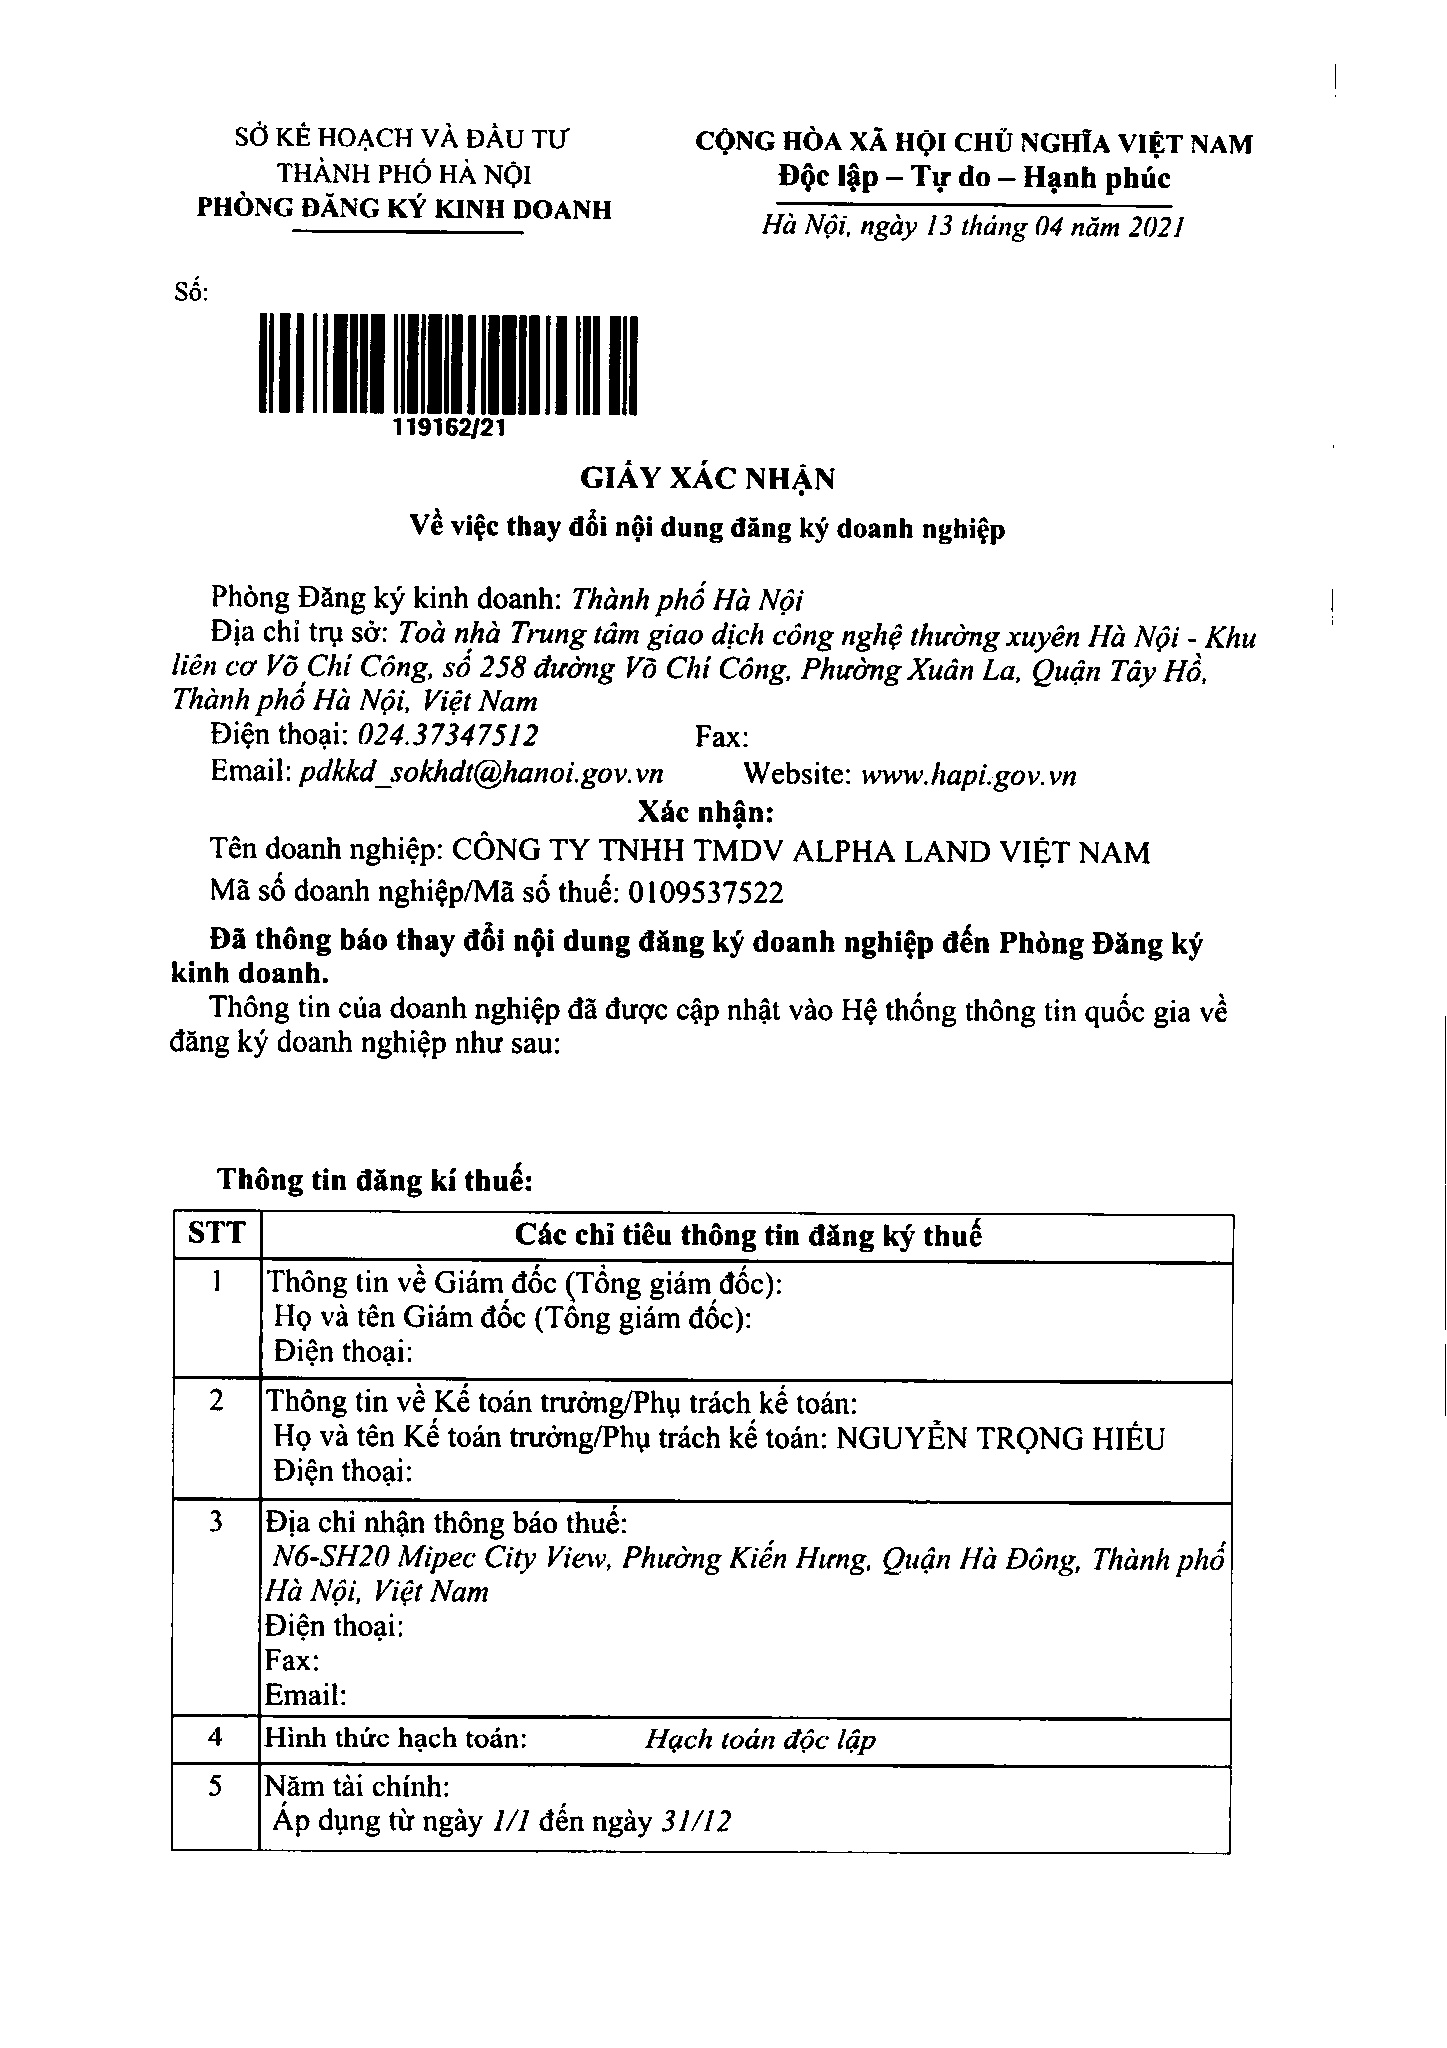 SỞ KẾ HOẠCH VÀ ĐẦU TƯ
THÀNH PHỐ HÀ NỘI
PHÒNG ĐĂNG KÝ KINH DOANH
CỘNG HÒA XÃ HỘI CHỦ NGHĨA VIỆT NAM
Độc lập – Tự do – Hạnh phúc
Hà Nội, ngày 13 tháng 04 năm 2021
Số:
119162/21
GIẤY XÁC NHẬN
Về việc thay đổi nội dung đăng ký doanh nghiệp
Phòng Đăng ký kinh doanh: Thành phố Hà Nội
Địa chỉ trụ sở: Toà nhà Trung tâm giao dịch công nghệ thường xuyên Hà Nội - Khu
liên cơ Võ Chí Công, số 258 đường Võ Chí Công, Phường Xuân La, Quận Tây Hồ,
Thành phố Hà Nội, Việt Nam
Điện thoại: 024.37347512 Fax:
Email: pdkkd_sokhdt@hanoi.gov.vn Website: www.hapi.gov.vn
Xác nhận:
Tên doanh nghiệp: CÔNG TY TNHH TMDV ALPHA LAND VIỆT NAM
Mã số doanh nghiệp/Mã số thuế: 0109537522
Đã thông báo thay đổi nội dung đăng ký doanh nghiệp đến Phòng Đăng ký
kinh doanh.
Thông tin của doanh nghiệp đã được cập nhật vào Hệ thống thông tin quốc gia về
đăng ký doanh nghiệp như sau:
Thông tin đăng kí thuế:
STT Các chỉ tiêu thông tin đăng ký thuế
1 Thông tin về Giám đốc (Tổng giám đốc):
Họ và tên Giám đốc (Tổng giám đốc):
Điện thoại:
2 Thông tin về Kế toán trưởng/Phụ trách kế toán:
Họ và tên Kế toán trưởng/Phụ trách kế toán: NGUYỄN TRỌNG HIẾU
Điện thoại:
3 Địa chỉ nhận thông báo thuế:
N6-SH20 Mipec City View, Phường Kiến Hưng, Quận Hà Đông, Thành phố
Hà Nội, Việt Nam
Điện thoại:
Fax:
Email:
4 Hình thức hạch toán: Hạch toán độc lập
5 Năm tài chính:
Áp dụng từ ngày 1/1 đến ngày 31/12